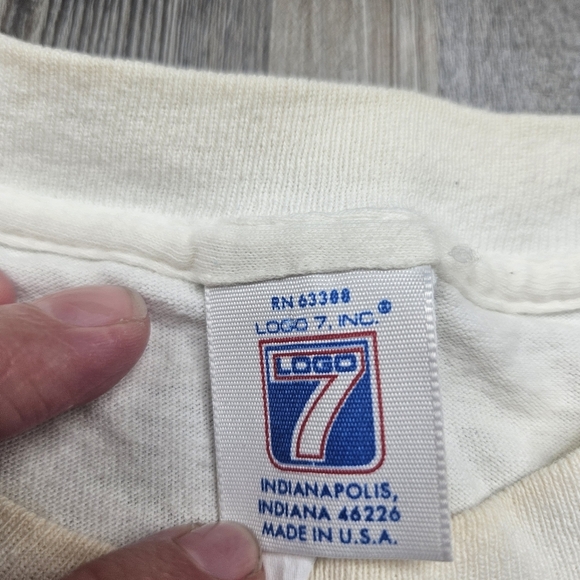 RN 63388
LOGO 7, INC.®
LOGO
7
INDIANAPOLIS,
INDIANA 46226
MADE IN U.S.A.